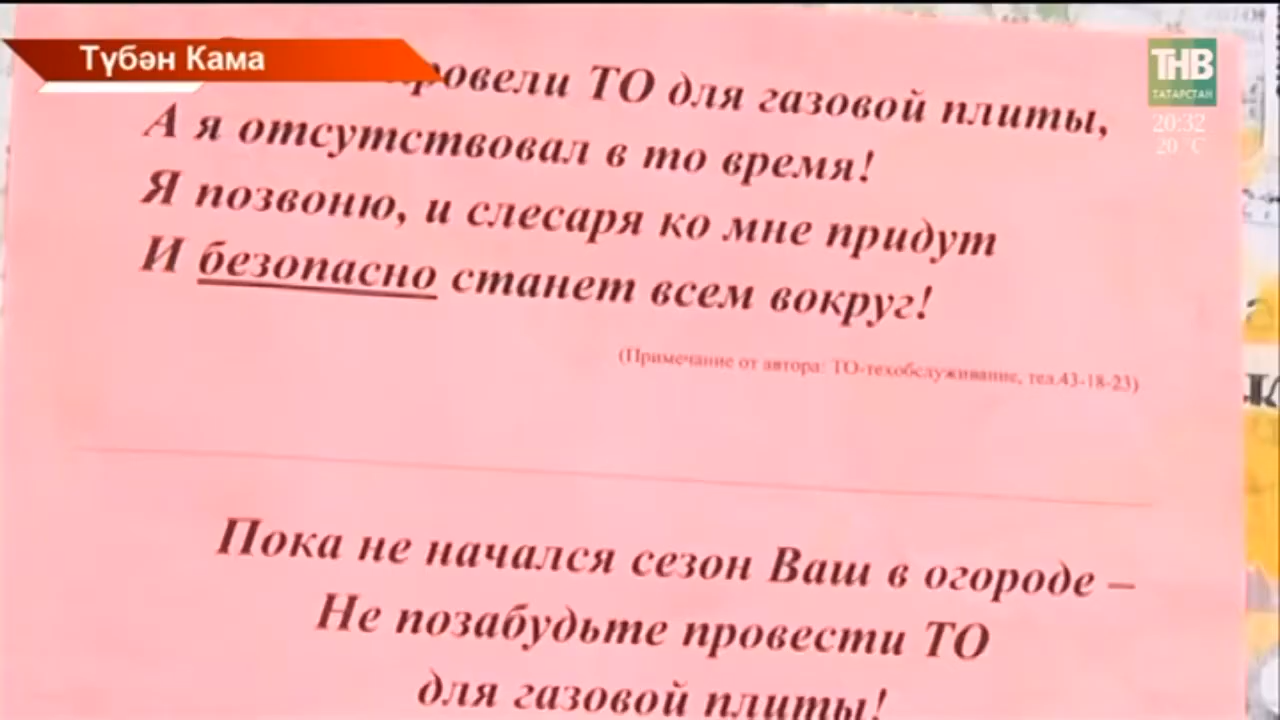 Түбән Кама
ТНВ
ТАТАРСТАН
20:32
20 °C
провели ТО для газовой плиты,
А я отсутствовал в то время!
Я позвоню, и слесаря ко мне придут
И безопасно станет всем вокруг!
(Примечание от автора: ТО-техобслуживание, тел.43-18-23)
Пока не начался сезон Ваш в огороде –
Не позабудьте провести ТО
для газовой плиты!